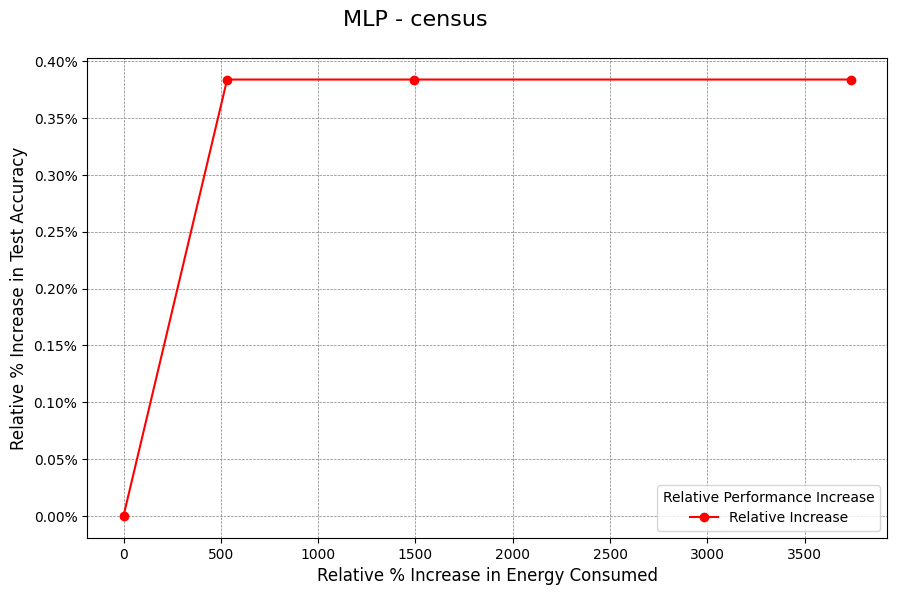 MLP - census
0.40%
0.35%
0.30%
0.25%
0.20%
0.15%
0.10%
0.05%
0.00%
Relative % Increase in Test Accuracy
Relative Performance Increase
Relative Increase
0 500 1000 1500 2000 2500 3000 3500
Relative % Increase in Energy Consumed